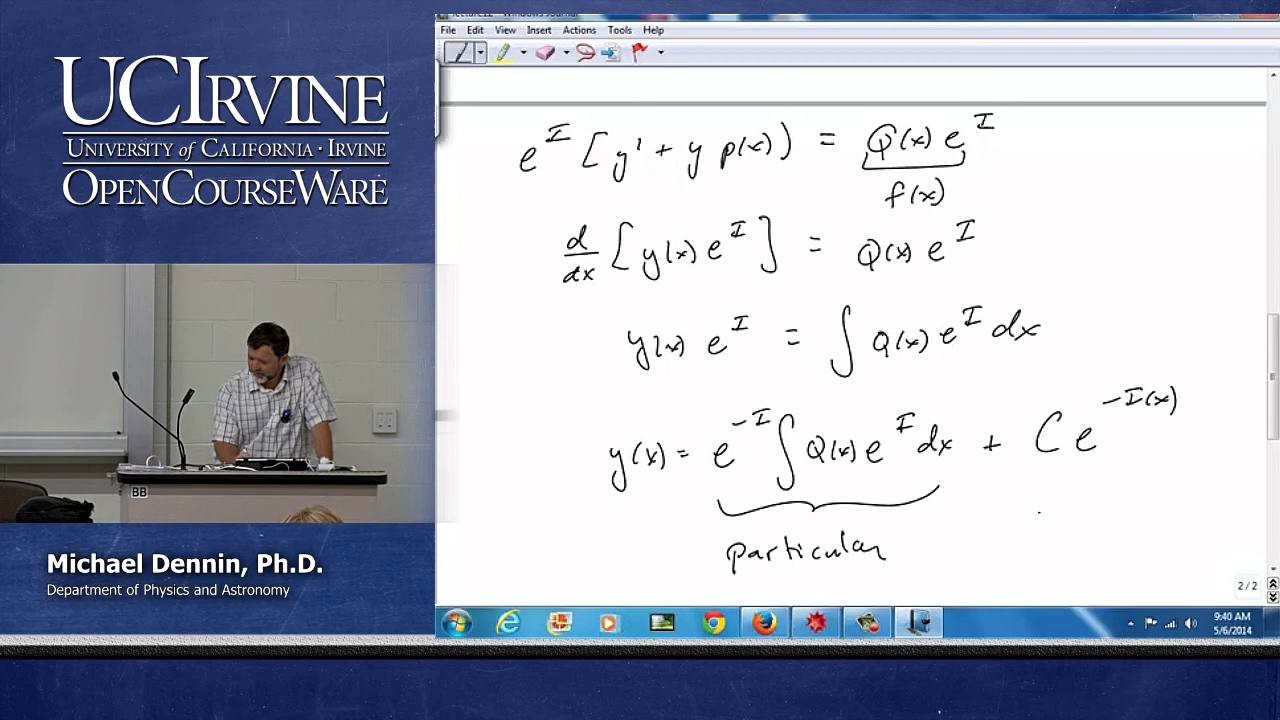 UCIRVINE
UNIVERSITY of CALIFORNIA · IRVINE
OPENCOURSEWARE
BB
Michael Dennin, Ph.D.
Department of Physics and Astronomy
File Edit View Insert Actions Tools Help
e^I [y' + y p(x)) = Q(x) e^I
f(x)
d/dx [y(x) e^I] = Q(x) e^I
y(x) e^I = ∫ Q(x) e^I dx
y(x) = e^{-I} ∫ Q(x) e^I dx + C e^{-I(x)}
particular
2/2
9:40 AM
5/6/2014